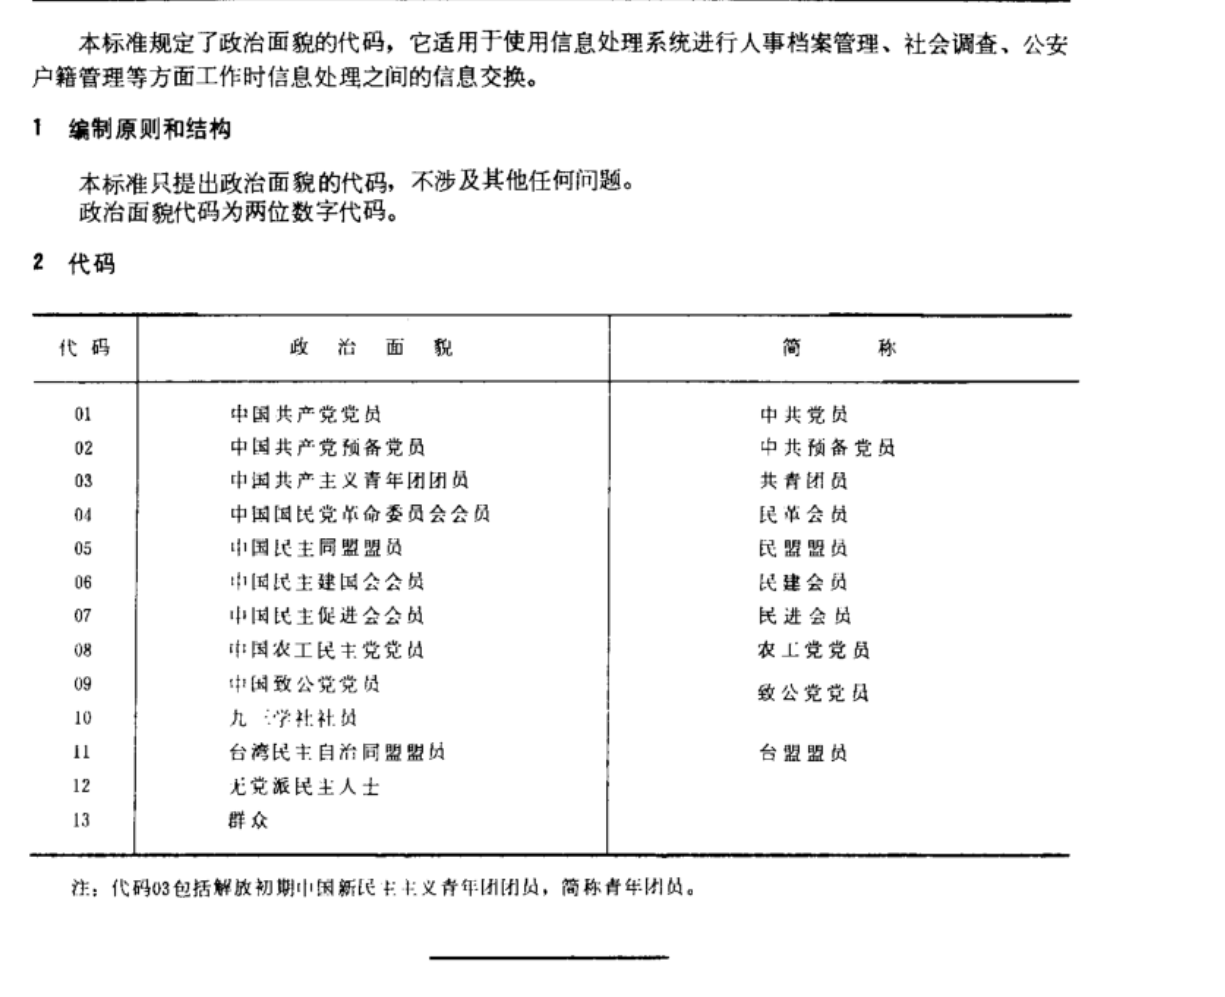 本标准规定了政治面貌的代码，它适用于使用信息处理系统进行人事档案管理、社会调查、公安
户籍管理等方面工作时信息处理之间的信息交换。
1 编制原则和结构
本标准只提出政治面貌的代码，不涉及其他任何问题。
政治面貌代码为两位数字代码。
2 代码
代码 政治面貌 简称
01 中国共产党党员 中共党员
02 中国共产党预备党员 中共预备党员
03 中国共产主义青年团团员 共青团员
04 中国国民党革命委员会会员 民革会员
05 中国民主同盟盟员 民盟盟员
06 中国民主建国会会员 民建会员
07 中国民主促进会会员 民进会员
08 中国农工民主党党员 农工党党员
09 中国致公党党员 致公党党员
10 九三学社社员
11 台湾民主自治同盟盟员 台盟盟员
12 无党派民主人士
13 群众
注：代码03包括解放初期中国新民主主义青年团团员，简称青年团员。